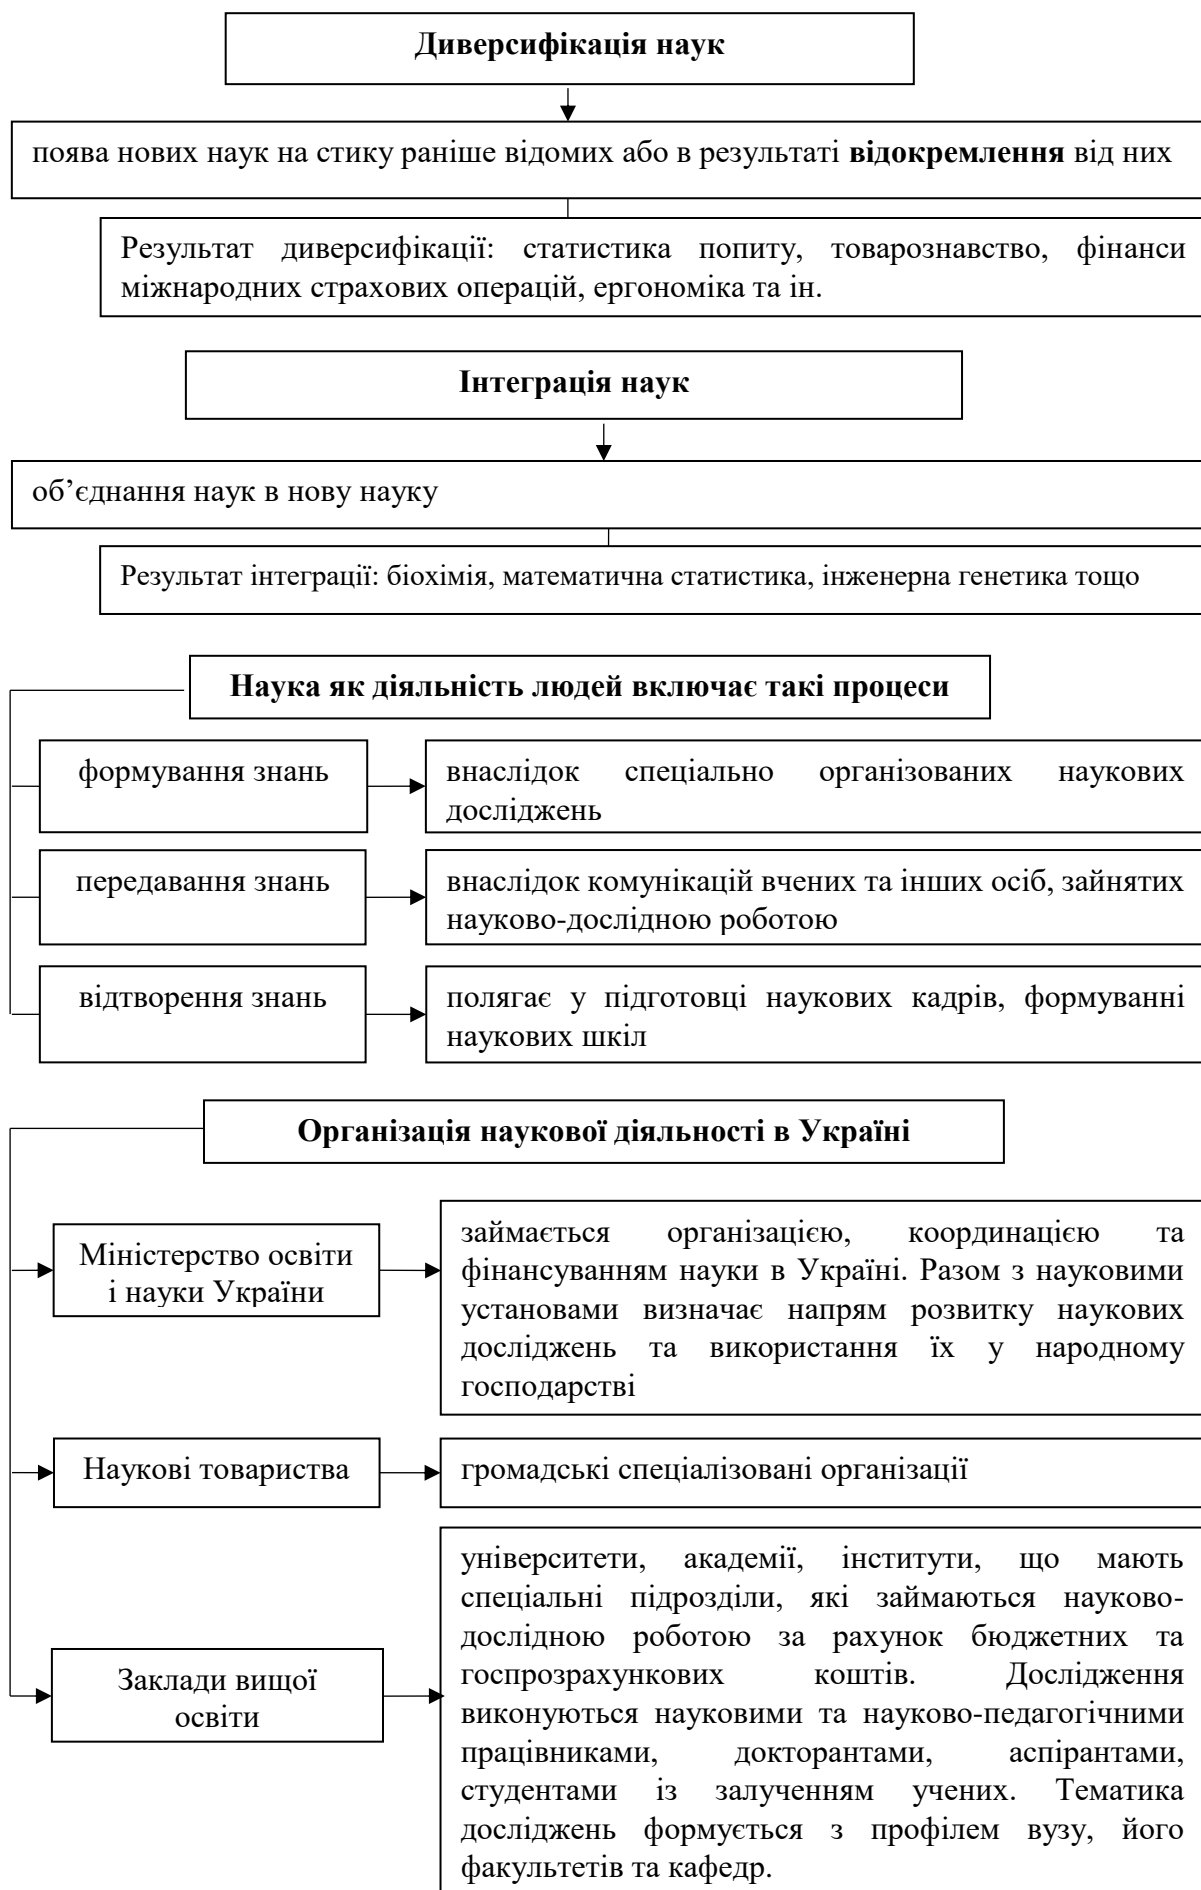 Диверсифікація наук
поява нових наук на стику раніше відомих або в результаті відокремлення від них
Результат диверсифікації: статистика попиту, товарознавство, фінанси
міжнародних страхових операцій, ергономіка та ін.
Інтеграція наук
об’єднання наук в нову науку
Результат інтеграції: біохімія, математична статистика, інженерна генетика тощо
Наука як діяльність людей включає такі процеси
формування знань
внаслідок спеціально організованих наукових
досліджень
передавання знань
внаслідок комунікацій вчених та інших осіб, зайнятих
науково-дослідною роботою
відтворення знань
полягає у підготовці наукових кадрів, формуванні
наукових шкіл
Організація наукової діяльності в Україні
Міністерство освіти
і науки України
займається організацією, координацією та
фінансуванням науки в Україні. Разом з науковими
установами визначає напрям розвитку наукових
досліджень та використання їх у народному
господарстві
Наукові товариства
громадські спеціалізовані організації
Заклади вищої
освіти
університети, академії, інститути, що мають
спеціальні підрозділи, які займаються науково-
дослідною роботою за рахунок бюджетних та
госпрозрахункових коштів. Дослідження
виконуються науковими та науково-педагогічними
працівниками, докторантами, аспірантами,
студентами із залученням учених. Тематика
досліджень формується з профілем вузу, його
факультетів та кафедр.